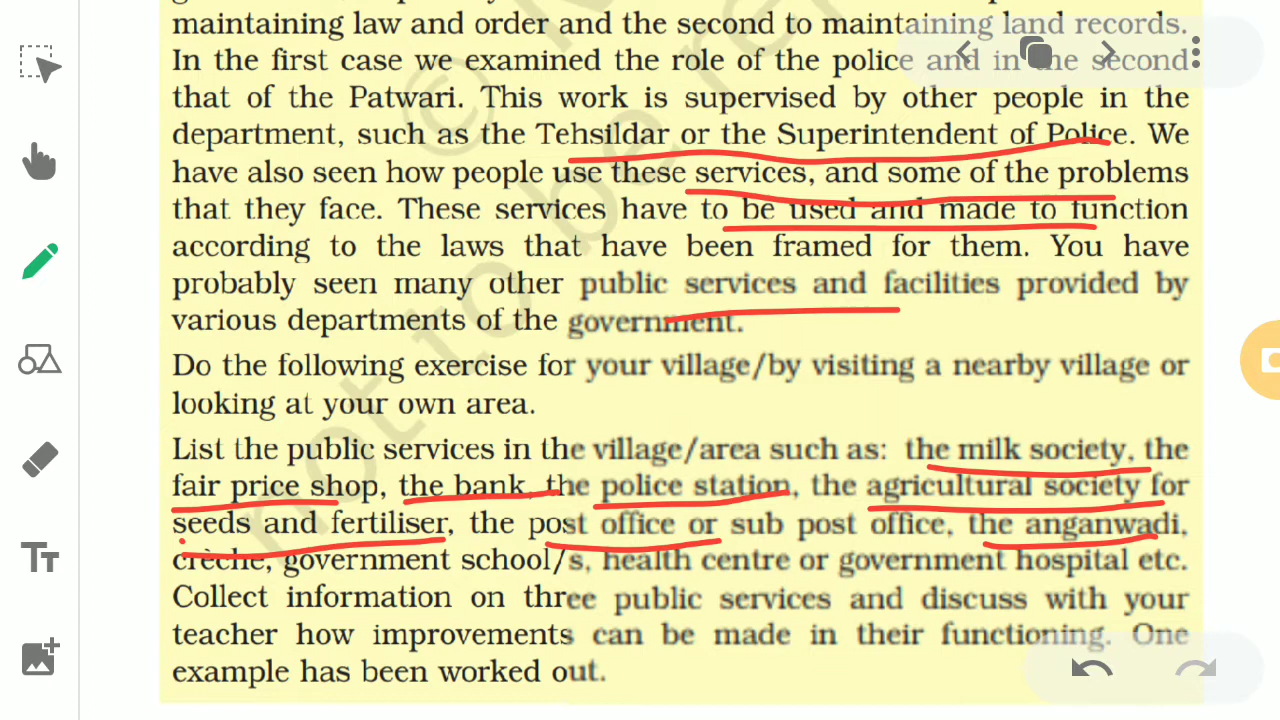 maintaining law and order and the second to maintaining land records.
In the first case we examined the role of the police and in the second
that of the Patwari. This work is supervised by other people in the
department, such as the Tehsildar or the Superintendent of Police. We
have also seen how people use these services, and some of the problems
that they face. These services have to be used and made to function
according to the laws that have been framed for them. You have
probably seen many other public services and facilities provided by
various departments of the government.
Do the following exercise for your village/by visiting a nearby village or
looking at your own area.
List the public services in the village/area such as: the milk society, the
fair price shop, the bank, the police station, the agricultural society for
seeds and fertiliser, the post office or sub post office, the anganwadi,
crèche, government school/s, health centre or government hospital etc.
Collect information on three public services and discuss with your
teacher how improvements can be made in their functioning. One
example has been worked out.
not to be re
©
Tт